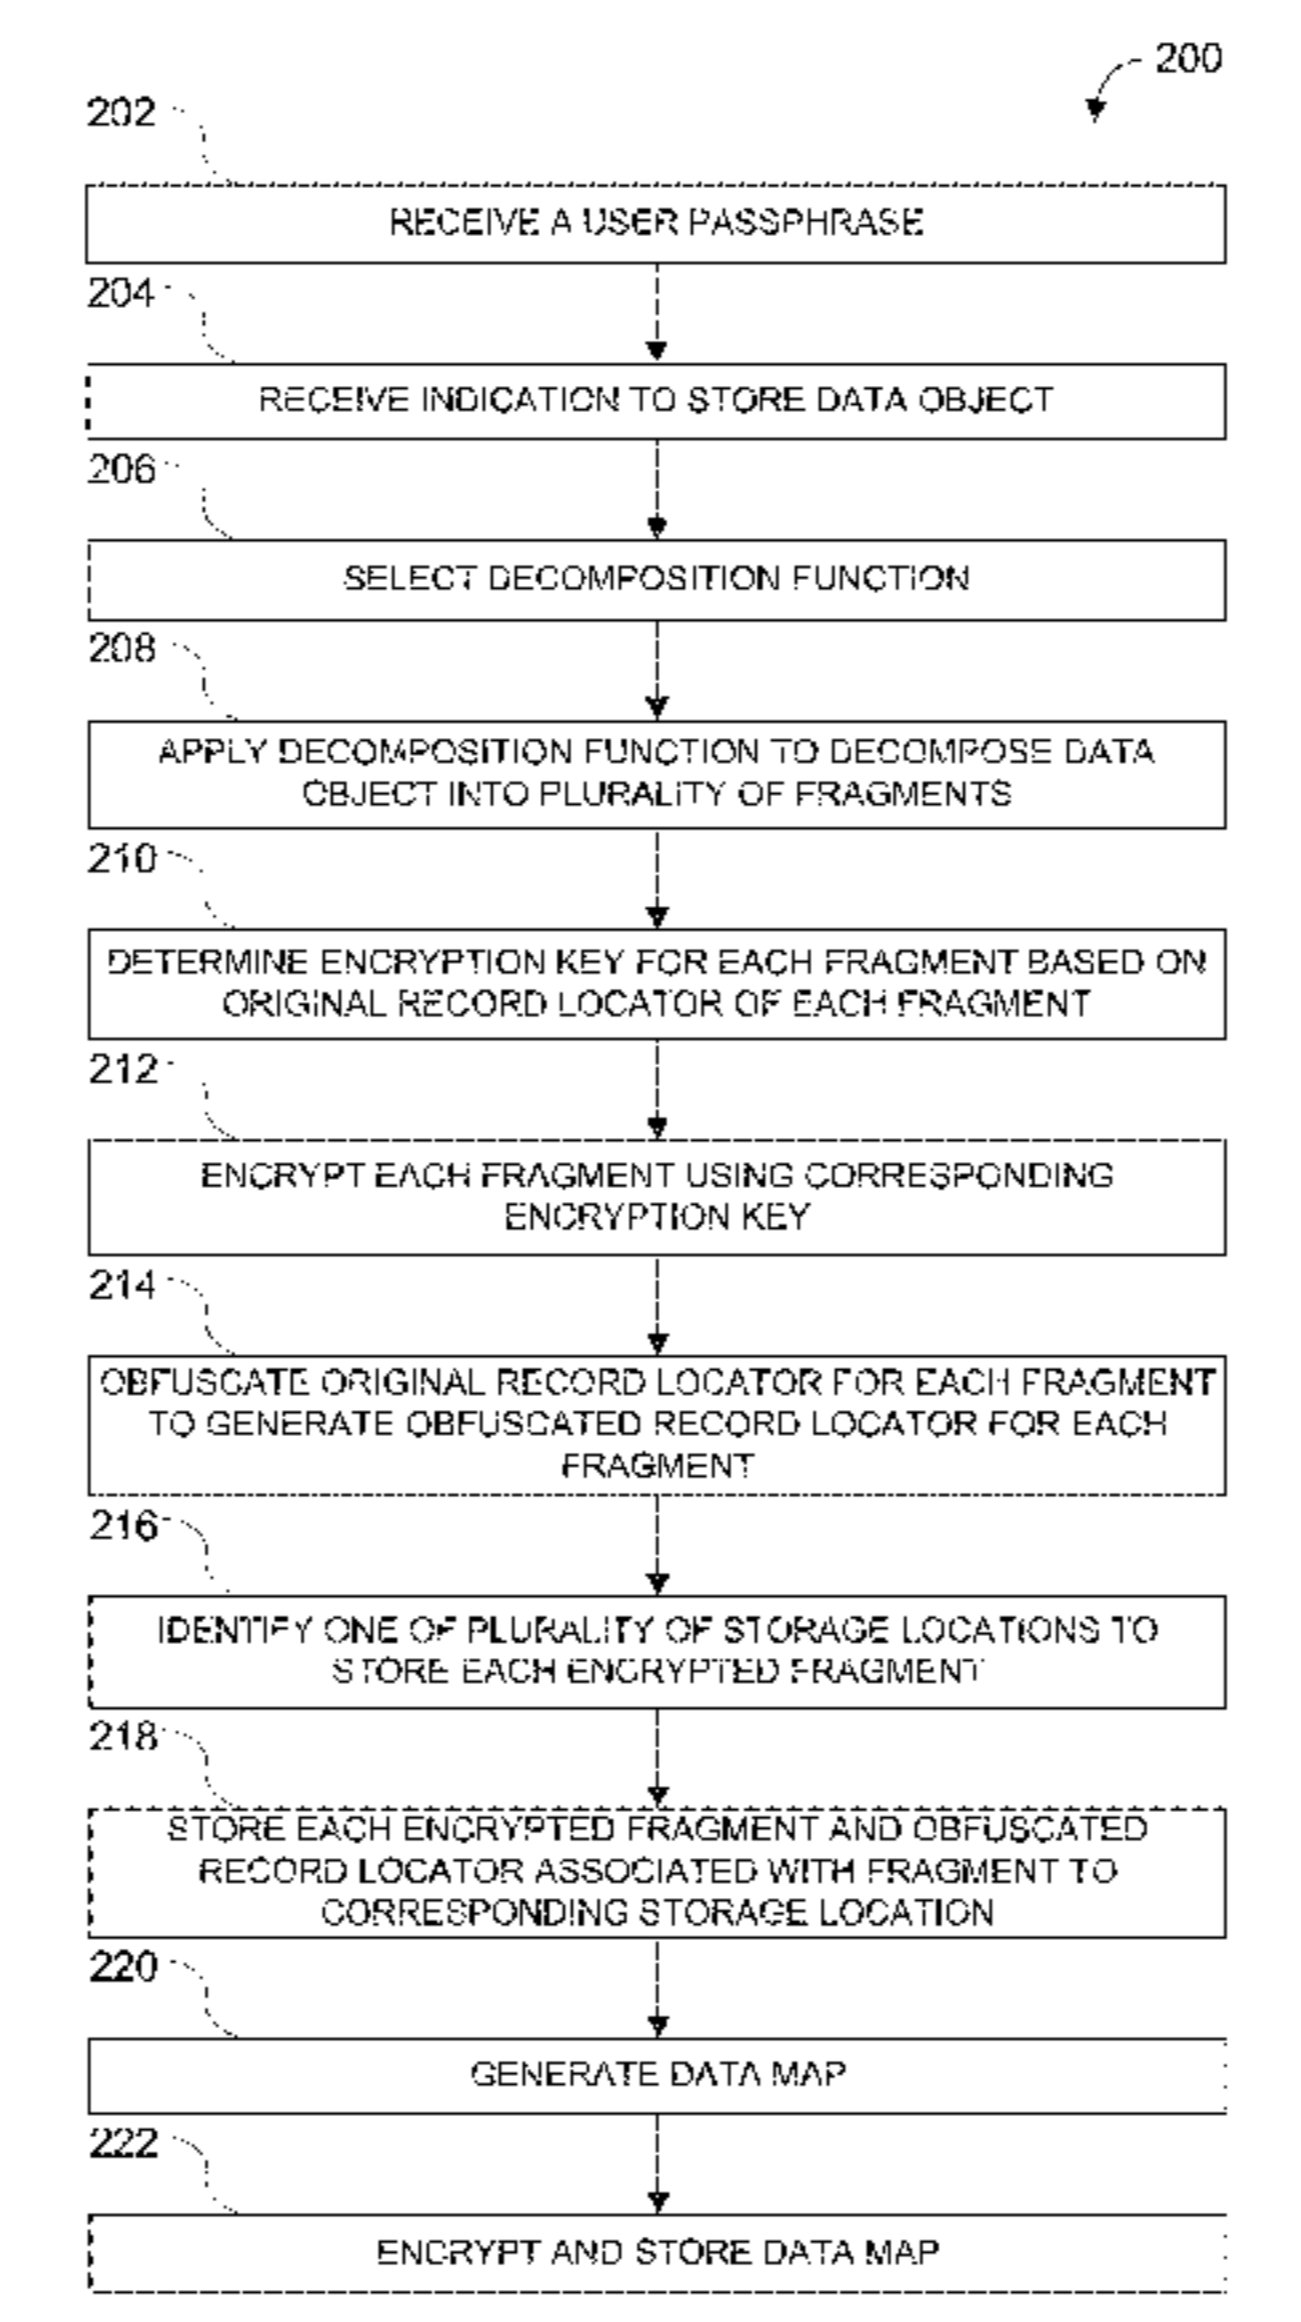 200
202
RECEIVE A USER PASSPHRASE
204
RECEIVE INDICATION TO STORE DATA OBJECT
206
SELECT DECOMPOSITION FUNCTION
208
APPLY DECOMPOSITION FUNCTION TO DECOMPOSE DATA
OBJECT INTO PLURALITY OF FRAGMENTS
210
DETERMINE ENCRYPTION KEY FOR EACH FRAGMENT BASED ON
ORIGINAL RECORD LOCATOR OF EACH FRAGMENT
212
ENCRYPT EACH FRAGMENT USING CORRESPONDING
ENCRYPTION KEY
214
OBFUSCATE ORIGINAL RECORD LOCATOR FOR EACH FRAGMENT
TO GENERATE OBFUSCATED RECORD LOCATOR FOR EACH
FRAGMENT
216
IDENTIFY ONE OF PLURALITY OF STORAGE LOCATIONS TO
STORE EACH ENCRYPTED FRAGMENT
218
STORE EACH ENCRYPTED FRAGMENT AND OBFUSCATED
RECORD LOCATOR ASSOCIATED WITH FRAGMENT TO
CORRESPONDING STORAGE LOCATION
220
GENERATE DATA MAP
222
ENCRYPT AND STORE DATA MAP